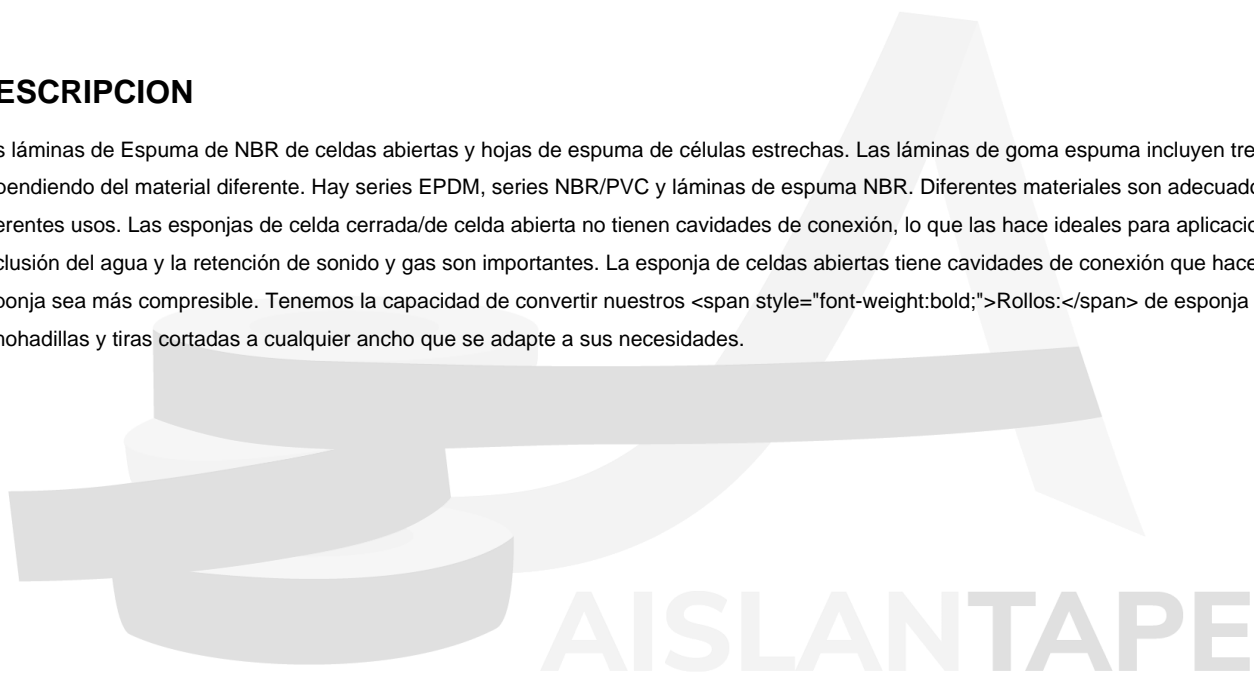 ESCRIPCION
s láminas de Espuma de NBR de celdas abiertas y hojas de espuma de células estrechas. Las láminas de goma espuma incluyen tre
pendiendo del material diferente. Hay series EPDM, series NBR/PVC y láminas de espuma NBR. Diferentes materiales son adecuado
erentes usos. Las esponjas de celda cerrada/de celda abierta no tienen cavidades de conexión, lo que las hace ideales para aplicacio
clusión del agua y la retención de sonido y gas son importantes. La esponja de celdas abiertas tiene cavidades de conexión que hace
ponja sea más compresible. Tenemos la capacidad de convertir nuestros <span style="font-weight:bold;">Rollos:</span> de esponja
nohadillas y tiras cortadas a cualquier ancho que se adapte a sus necesidades.
AISLANTAPE